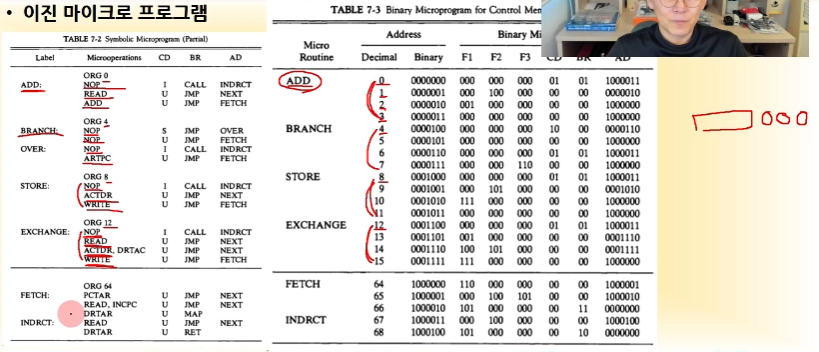 • 이진 마이크로 프로그램
TABLE 7-2 Symbolic Microprogram (Partial)
Label Microoperations CD BR AD
ORG 0
ADD: NOP I CALL INDRCT
READ U JMP NEXT
ADD U JMP FETCH
ORG 4
BRANCH: NOP S JMP OVER
NOP U JMP FETCH
OVER: NOP I CALL INDRCT
ARTPC U JMP FETCH
ORG 8
STORE: NOP I CALL INDRCT
ACTDR U JMP NEXT
WRITE U JMP FETCH
ORG 12
EXCHANGE: NOP I CALL INDRCT
READ U JMP NEXT
ACTDR, DRTAC U JMP NEXT
WRITE U JMP FETCH
ORG 64
FETCH: PCTAR U JMP NEXT
READ, INCPC U JMP NEXT
DRTAR U MAP
INDRCT: READ U JMP NEXT
DRTAR U RET
TABLE 7-3 Binary Microprogram for Control Mem
Micro Routine Address Binary Mi
Decimal Binary F1 F2 F3 CD BR AD
ADD 0 0000000 000 000 000 01 01 1000011
1 0000001 000 100 000 00 00 0000010
2 0000010 001 000 000 00 00 1000000
3 0000011 000 000 000 00 00 1000000
BRANCH 4 0000100 000 000 000 10 00 0000110
5 0000101 000 000 000 00 00 1000000
6 0000110 000 000 000 01 01 1000011
7 0000111 000 000 110 00 00 1000000
STORE 8 0001000 000 000 000 01 01 1000011
9 0001001 000 101 000 00 00 0001010
10 0001010 111 000 000 00 00 1000000
11 0001011 000 000 000 00 00 1000000
EXCHANGE 12 0001100 000 000 000 01 01 1000011
13 0001101 001 000 000 00 00 0001110
14 0001110 100 101 000 00 00 0001111
15 0001111 111 000 000 00 00 1000000
FETCH 64 1000000 110 000 000 00 00 1000001
65 1000001 000 100 101 00 00 1000010
66 1000010 101 000 000 00 11 0000000
INDRCT 67 1000011 000 100 000 00 00 1000100
68 1000100 101 000 000 00 10 0000000
000